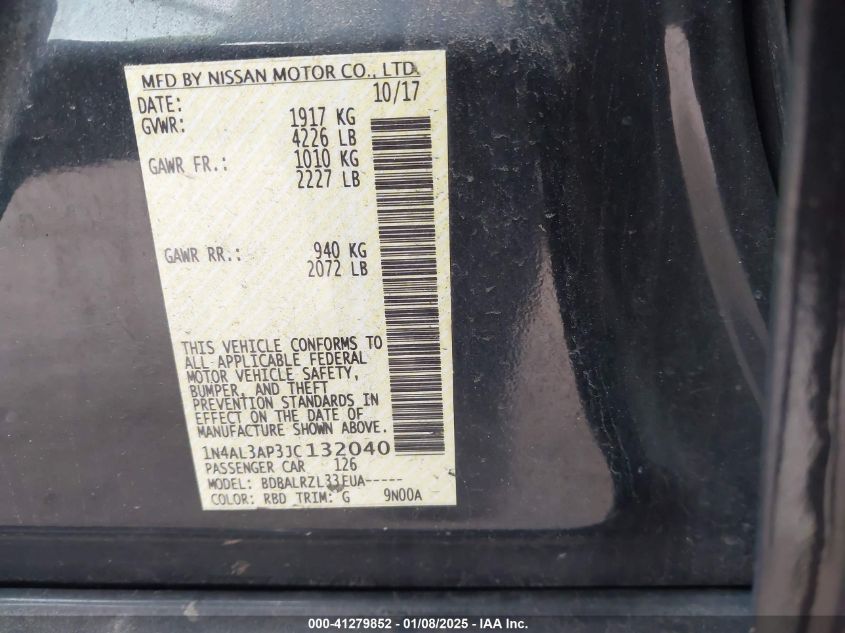 MFD BY NISSAN MOTOR CO., LTD.
DATE: 10/17
GVWR: 1917 KG
4226 LB
GAWR FR.: 1010 KG
2227 LB
GAWR RR.: 940 KG
2072 LB
THIS VEHICLE CONFORMS TO
ALL APPLICABLE FEDERAL
MOTOR VEHICLE SAFETY,
BUMPER, AND THEFT
PREVENTION STANDARDS IN
EFFECT ON THE DATE OF
MANUFACTURE SHOWN ABOVE.
1N4AL3AP3JC132040
PASSENGER CAR 126
MODEL: BDBALRZL33EUA-----
COLOR: RBD TRIM: G 9N00A
000-41279852 - 01/08/2025 - IAA Inc.